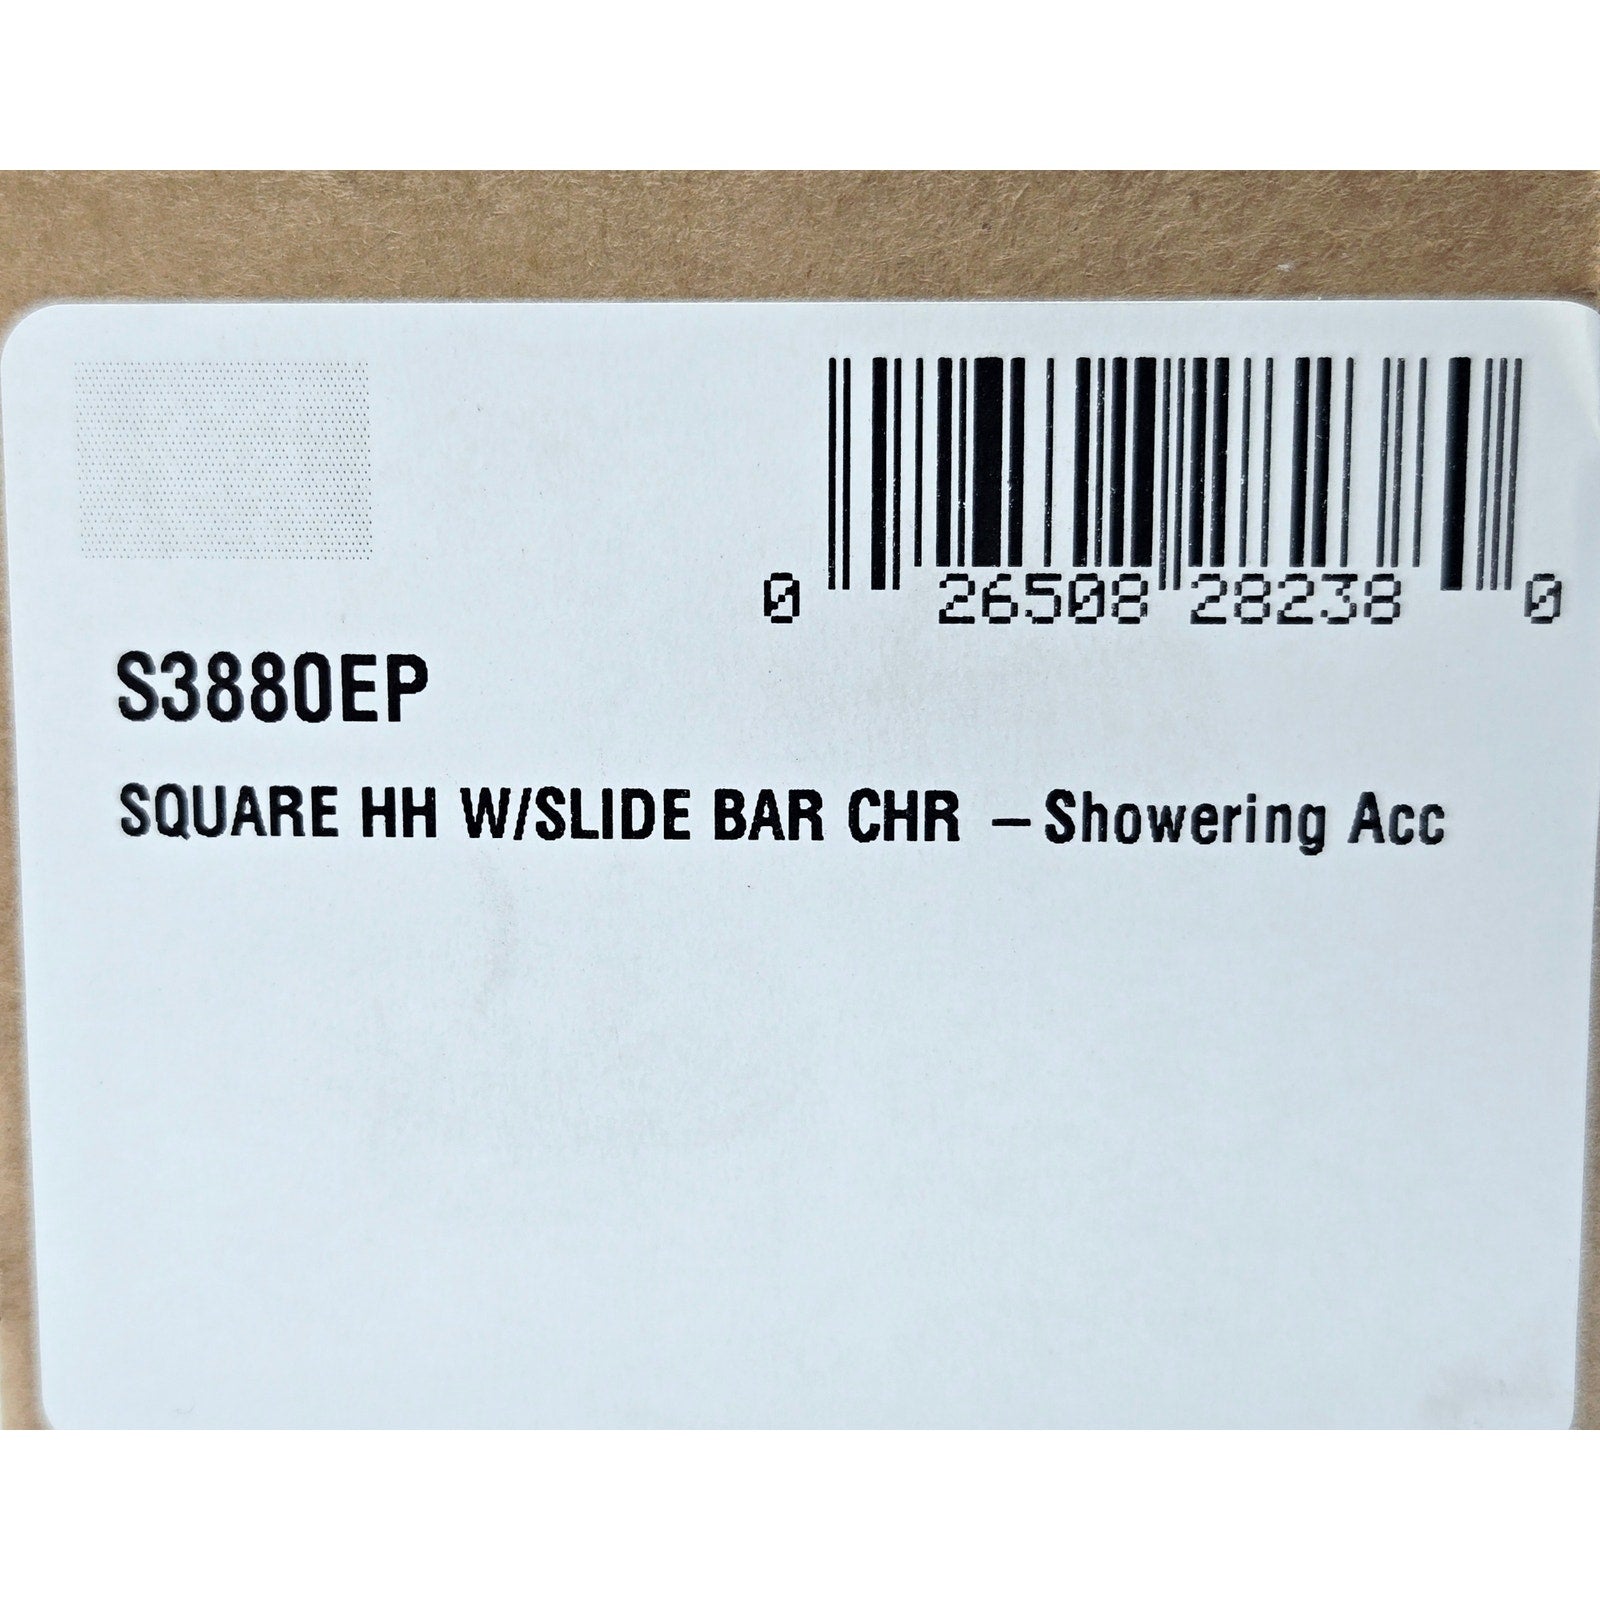 0 26508 28238 0
S3880EP
SQUARE HH W/SLIDE BAR CHR –Showering Acc